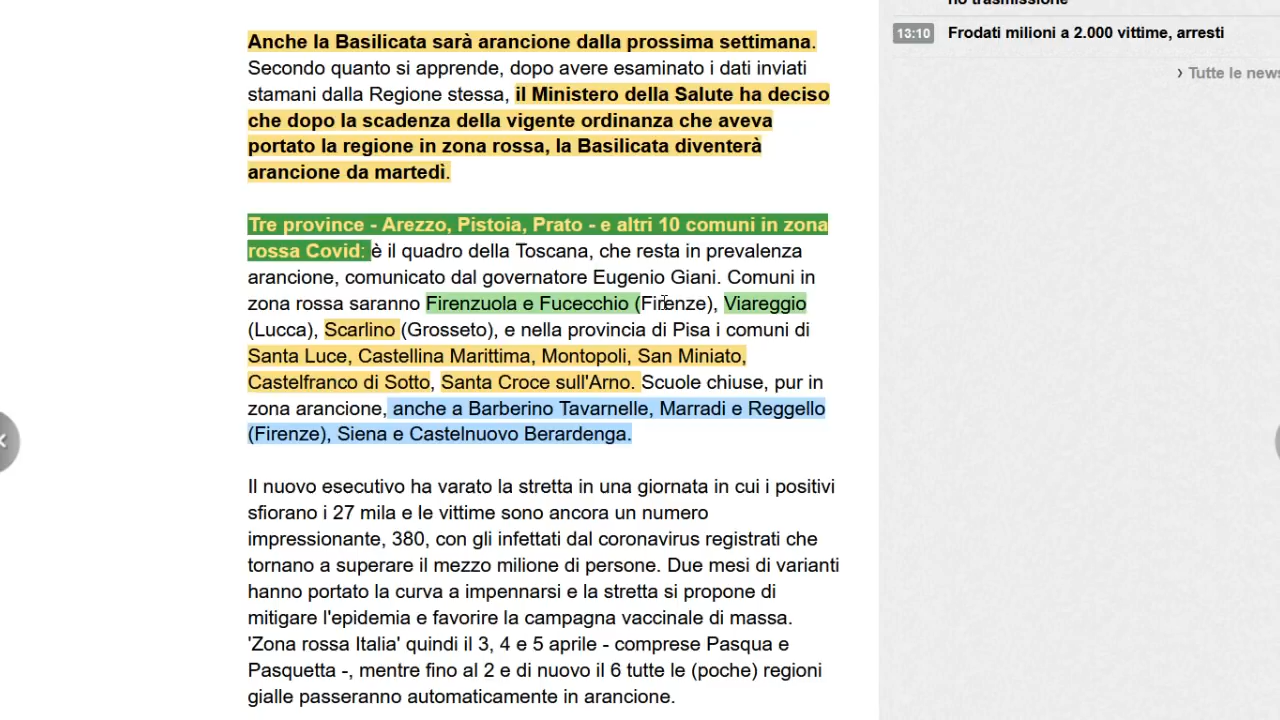 Anche la Basilicata sarà arancione dalla prossima settimana.
Secondo quanto si apprende, dopo avere esaminato i dati inviati
stamani dalla Regione stessa, il Ministero della Salute ha deciso
che dopo la scadenza della vigente ordinanza che aveva
portato la regione in zona rossa, la Basilicata diventerà
arancione da martedì.
Tre province - Arezzo, Pistoia, Prato - e altri 10 comuni in zona
rossa Covid: è il quadro della Toscana, che resta in prevalenza
arancione, comunicato dal governatore Eugenio Giani. Comuni in
zona rossa saranno Firenzuola e Fucecchio (Firenze), Viareggio
(Lucca), Scarlino (Grosseto), e nella provincia di Pisa i comuni di
Santa Luce, Castellina Marittima, Montopoli, San Miniato,
Castelfranco di Sotto, Santa Croce sull'Arno. Scuole chiuse, pur in
zona arancione, anche a Barberino Tavarnelle, Marradi e Reggello
(Firenze), Siena e Castelnuovo Berardenga.
Il nuovo esecutivo ha varato la stretta in una giornata in cui i positivi
sfiorano i 27 mila e le vittime sono ancora un numero
impressionante, 380, con gli infettati dal coronavirus registrati che
tornano a superare il mezzo milione di persone. Due mesi di varianti
hanno portato la curva a impennarsi e la stretta si propone di
mitigare l'epidemia e favorire la campagna vaccinale di massa.
'Zona rossa Italia' quindi il 3, 4 e 5 aprile - comprese Pasqua e
Pasquetta -, mentre fino al 2 e di nuovo il 6 tutte le (poche) regioni
gialle passeranno automaticamente in arancione.
no trasmissione
13:10 Frodati milioni a 2.000 vittime, arresti
› Tutte le news